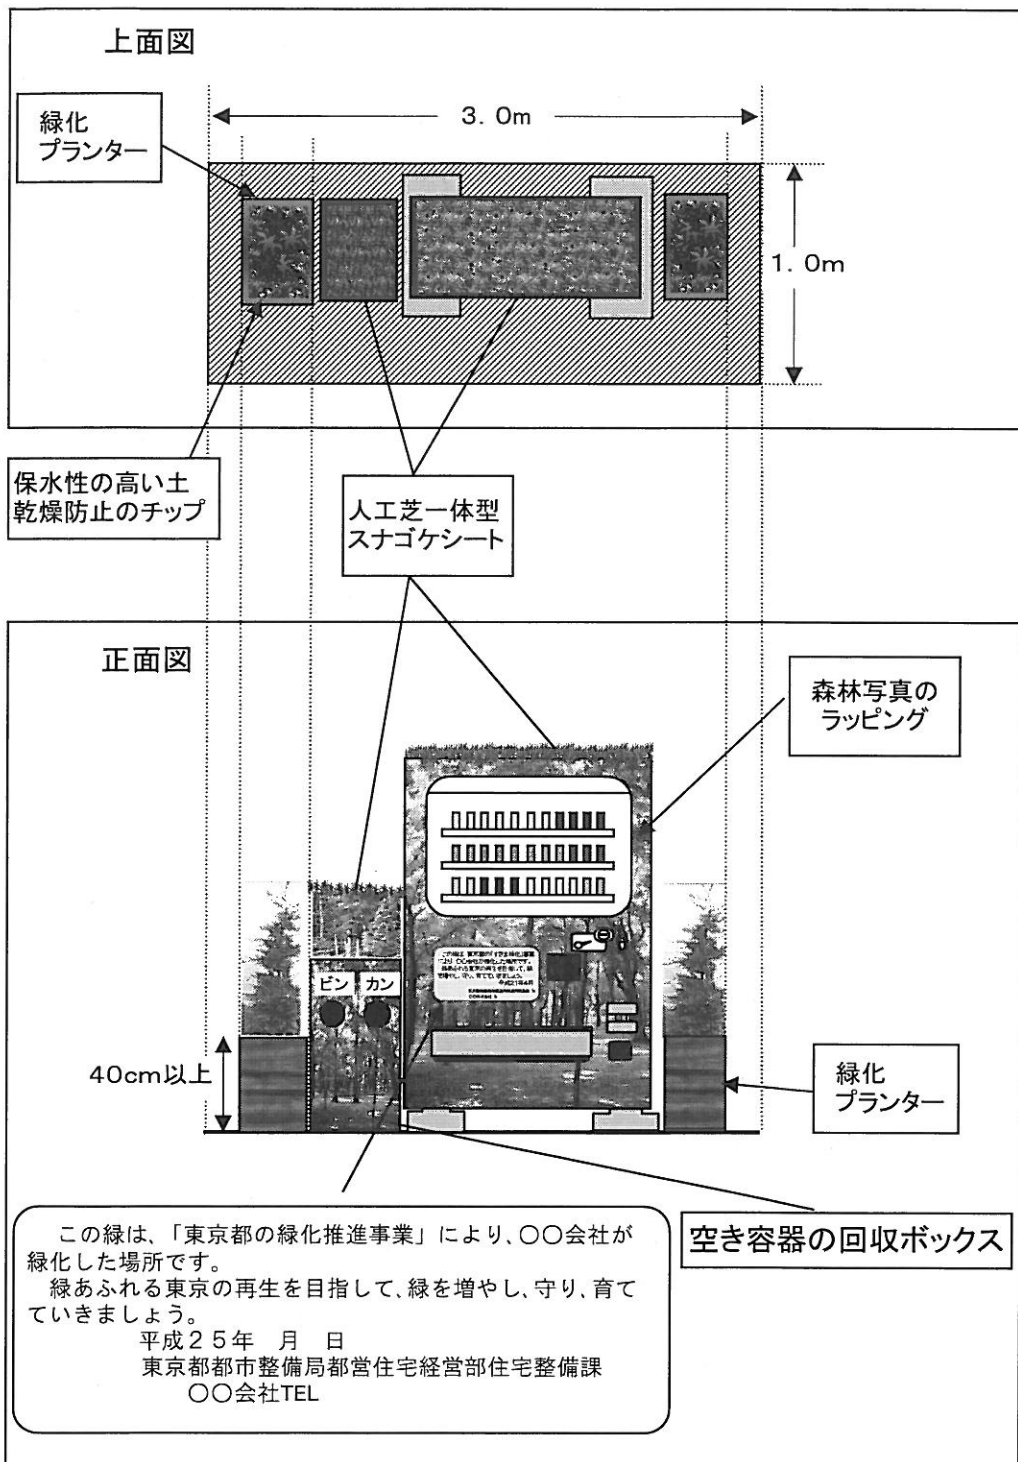 上面図
緑化
プランター
3.0m
1.0m
保水性の高い土
乾燥防止のチップ
人工芝一体型
スナゴケシート
正面図
森林写真の
ラッピング
ビン カン
40cm以上
緑化
プランター
この緑は、「東京都の緑化推進事業」により、〇〇会社が
緑化した場所です。
緑あふれる東京の再生を目指して、緑を増やし、守り、育て
ていきましょう。
平成25年 月 日
東京都都市整備局都営住宅経営部住宅整備課
〇〇会社TEL
空き容器の回収ボックス